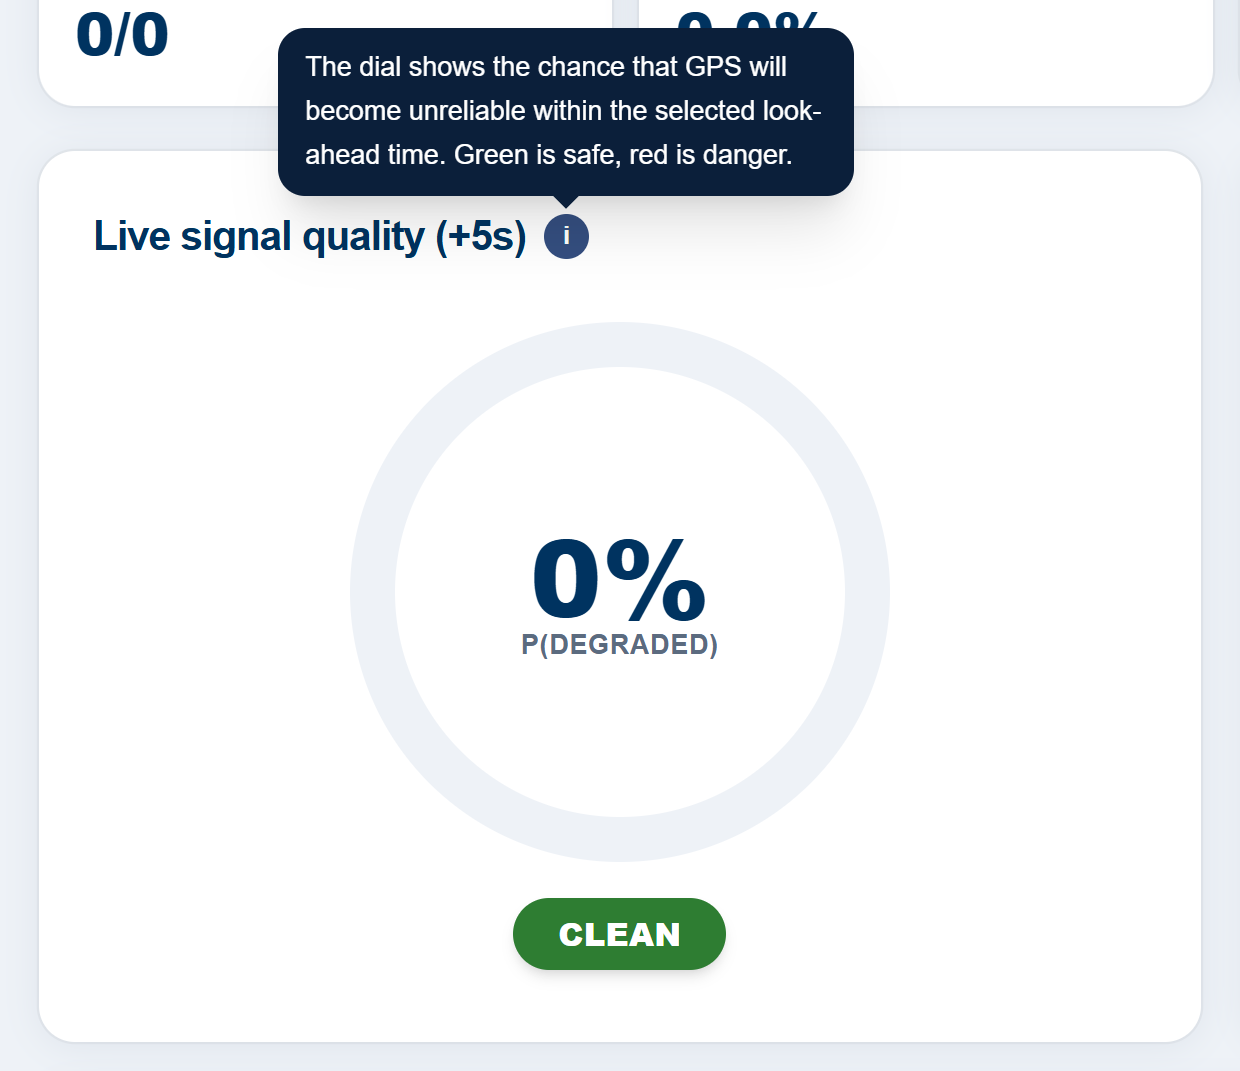 0/0
The dial shows the chance that GPS will
become unreliable within the selected look-
ahead time. Green is safe, red is danger.
Live signal quality (+5s)
i
0%
P(DEGRADED)
CLEAN